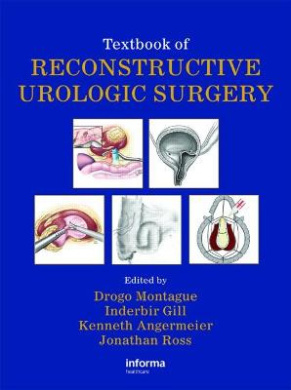 Textbook of
RECONSTRUCTIVE
UROLOGIC SURGERY
Edited by
Drogo Montague
Inderbir Gill
Kenneth Angermeier
Jonathan Ross
informa
healthcare